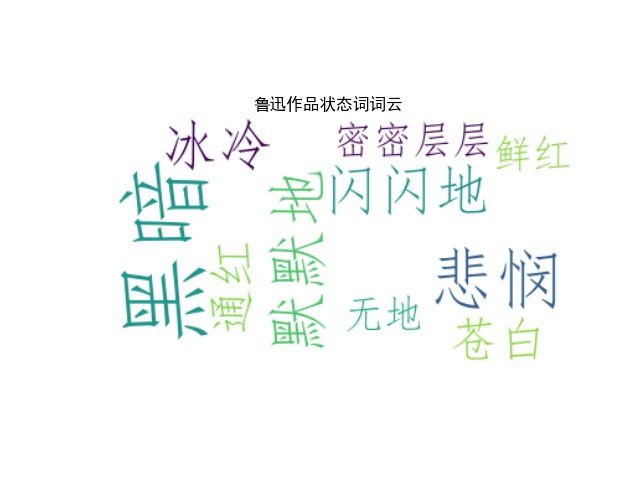 鲁迅作品状态词词云
冰冷
密密层层
鲜红
黑暗
默默地
闪闪地
通红
悲悯
无地
苍白